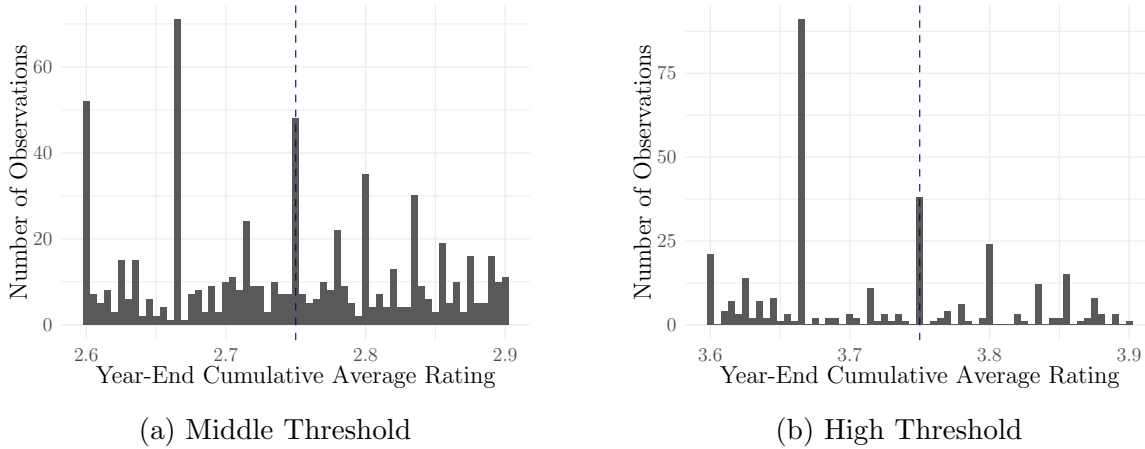 Number of Observations
60
40
20
0
2.6 2.7 2.8 2.9
Year-End Cumulative Average Rating
(a) Middle Threshold
Number of Observations
75
50
25
0
3.6 3.7 3.8 3.9
Year-End Cumulative Average Rating
(b) High Threshold